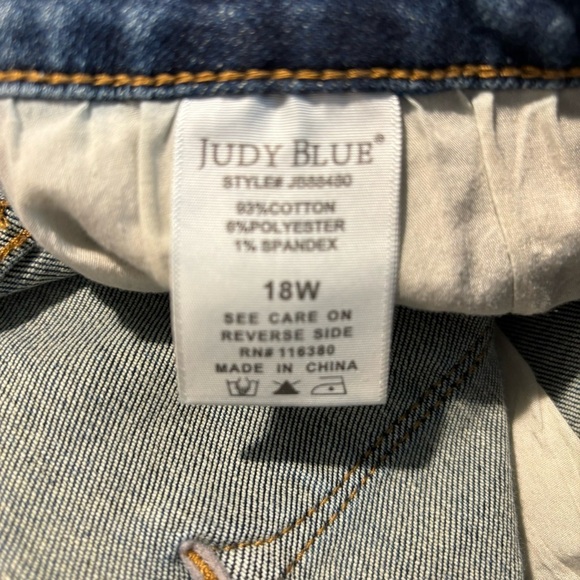 JUDY BLUE®
STYLE# JB88490
93%COTTON
6%POLYESTER
1% SPANDEX
18W
SEE CARE ON
REVERSE SIDE
RN# 116380
MADE IN CHINA